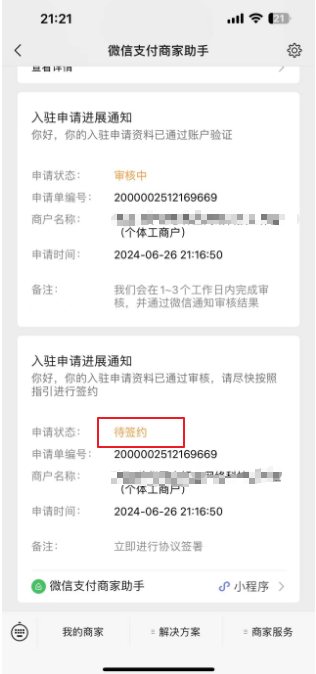 21:21
21
微信支付商家助手
查看详情
入驻申请进展通知
你好，你的入驻申请资料已通过账户验证
申请状态： 审核中
申请单编号： 2000002512169669
商户名称：
（个体工商户）
申请时间： 2024-06-26 21:16:50
备注： 我们会在1~3个工作日内完成审
核，并通过微信通知审核结果
入驻申请进展通知
你好，你的入驻申请资料已通过审核，请尽快按照
指引进行签约
申请状态： 待签约
申请单编号： 2000002512169669
商户名称：
（个体工商户）
申请时间： 2024-06-26 21:16:50
备注： 立即进行协议签署
微信支付商家助手 小程序
我的商家 解决方案 商家服务